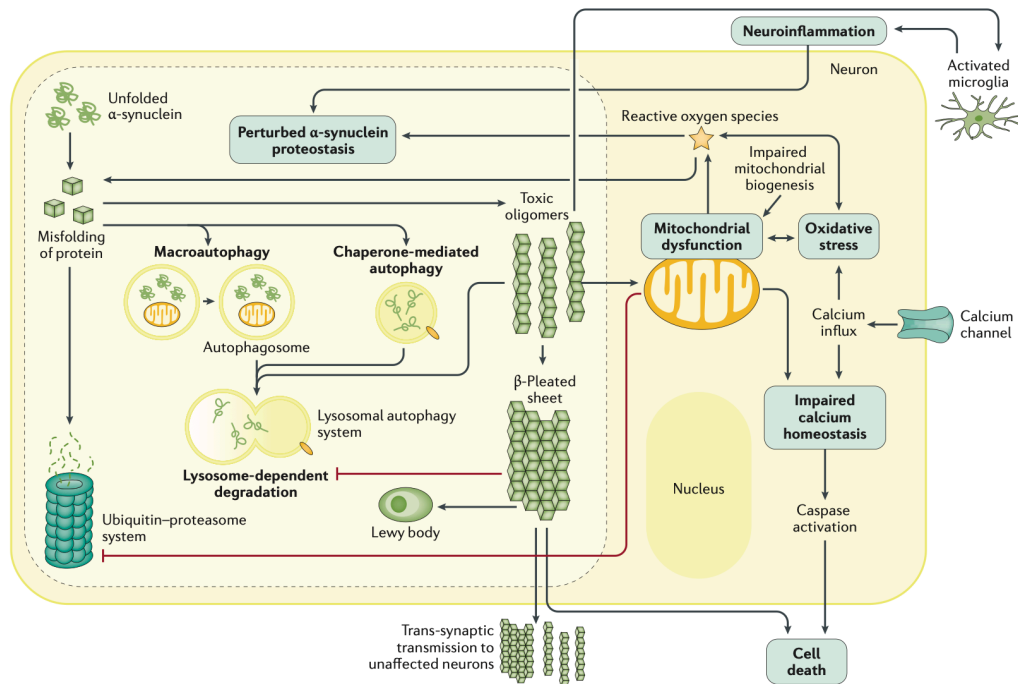 Neuroinflammation
Neuron
Activated
microglia
Unfolded
α-synuclein
Perturbed α-synuclein
proteostasis
Reactive oxygen species
Impaired
mitochondrial
biogenesis
Misfolding
of protein
Toxic
oligomers
Macroautophagy
Chaperone-mediated
autophagy
Mitochondrial
dysfunction
Oxidative
stress
Autophagosome
Calcium
influx
Calcium
channel
β-Pleated
sheet
Impaired
calcium
homeostasis
Lysosomal autophagy
system
Lysosome-dependent
degradation
Nucleus
Lewy body
Caspase
activation
Ubiquitin–proteasome
system
Trans-synaptic
transmission to
unaffected neurons
Cell
death